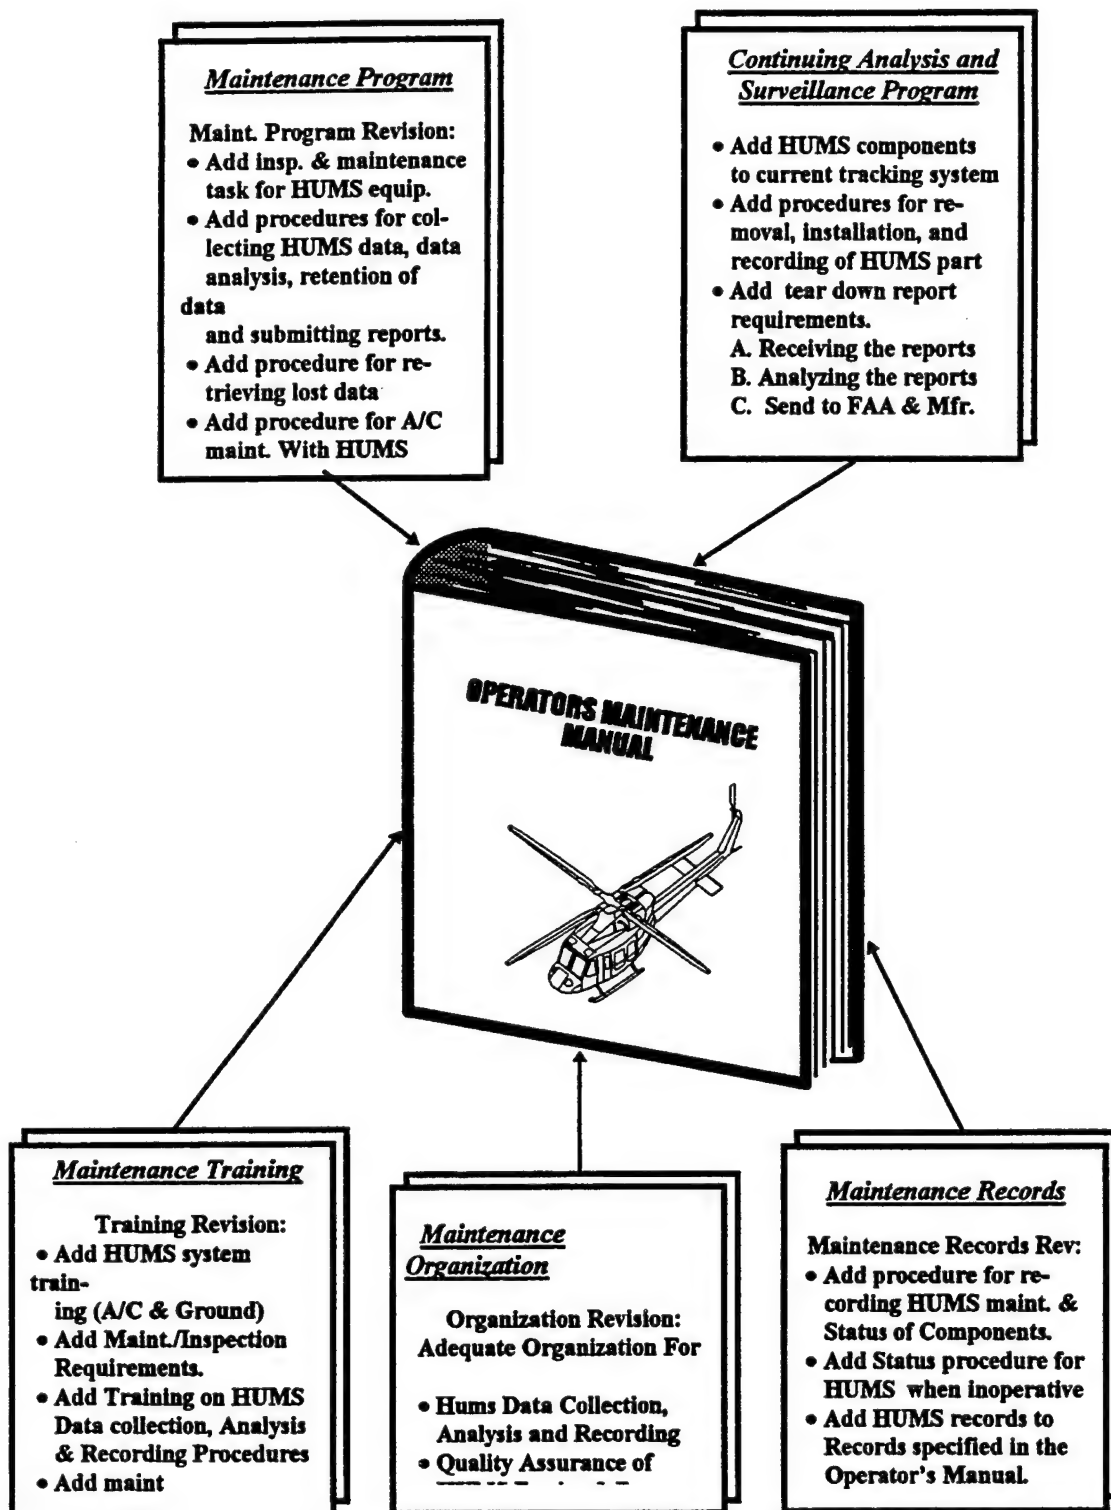 Maintenance Program
Maint. Program Revision:
• Add insp. & maintenance
task for HUMS equip.
• Add procedures for col-
lecting HUMS data, data
analysis, retention of
data
and submitting reports.
• Add procedure for re-
trieving lost data
• Add procedure for A/C
maint. With HUMS
Continuing Analysis and
Surveillance Program
• Add HUMS components
to current tracking system
• Add procedures for re-
moval, installation, and
recording of HUMS part
• Add tear down report
requirements.
A. Receiving the reports
B. Analyzing the reports
C. Send to FAA & Mfr.
OPERATORS MAINTENANCE
MANUAL
Maintenance Training
Training Revision:
• Add HUMS system
train-
ing (A/C & Ground)
• Add Maint./Inspection
Requirements.
• Add Training on HUMS
Data collection, Analysis
& Recording Procedures
• Add maint
Maintenance
Organization
Organization Revision:
Adequate Organization For
• Hums Data Collection,
Analysis and Recording
• Quality Assurance of
Maintenance Records
Maintenance Records Rev:
• Add procedure for re-
cording HUMS maint. &
Status of Components.
• Add Status procedure for
HUMS when inoperative
• Add HUMS records to
Records specified in the
Operator's Manual.